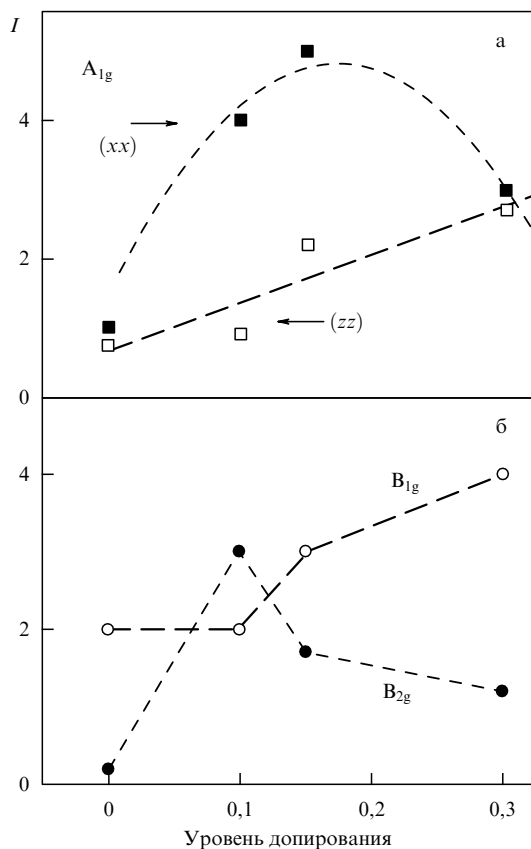 I
а
A1g
4
(xx)
2
(zz)
0
б
4
B1g
2
B2g
0
0 0,1 0,2 0,3
Уровень допирования